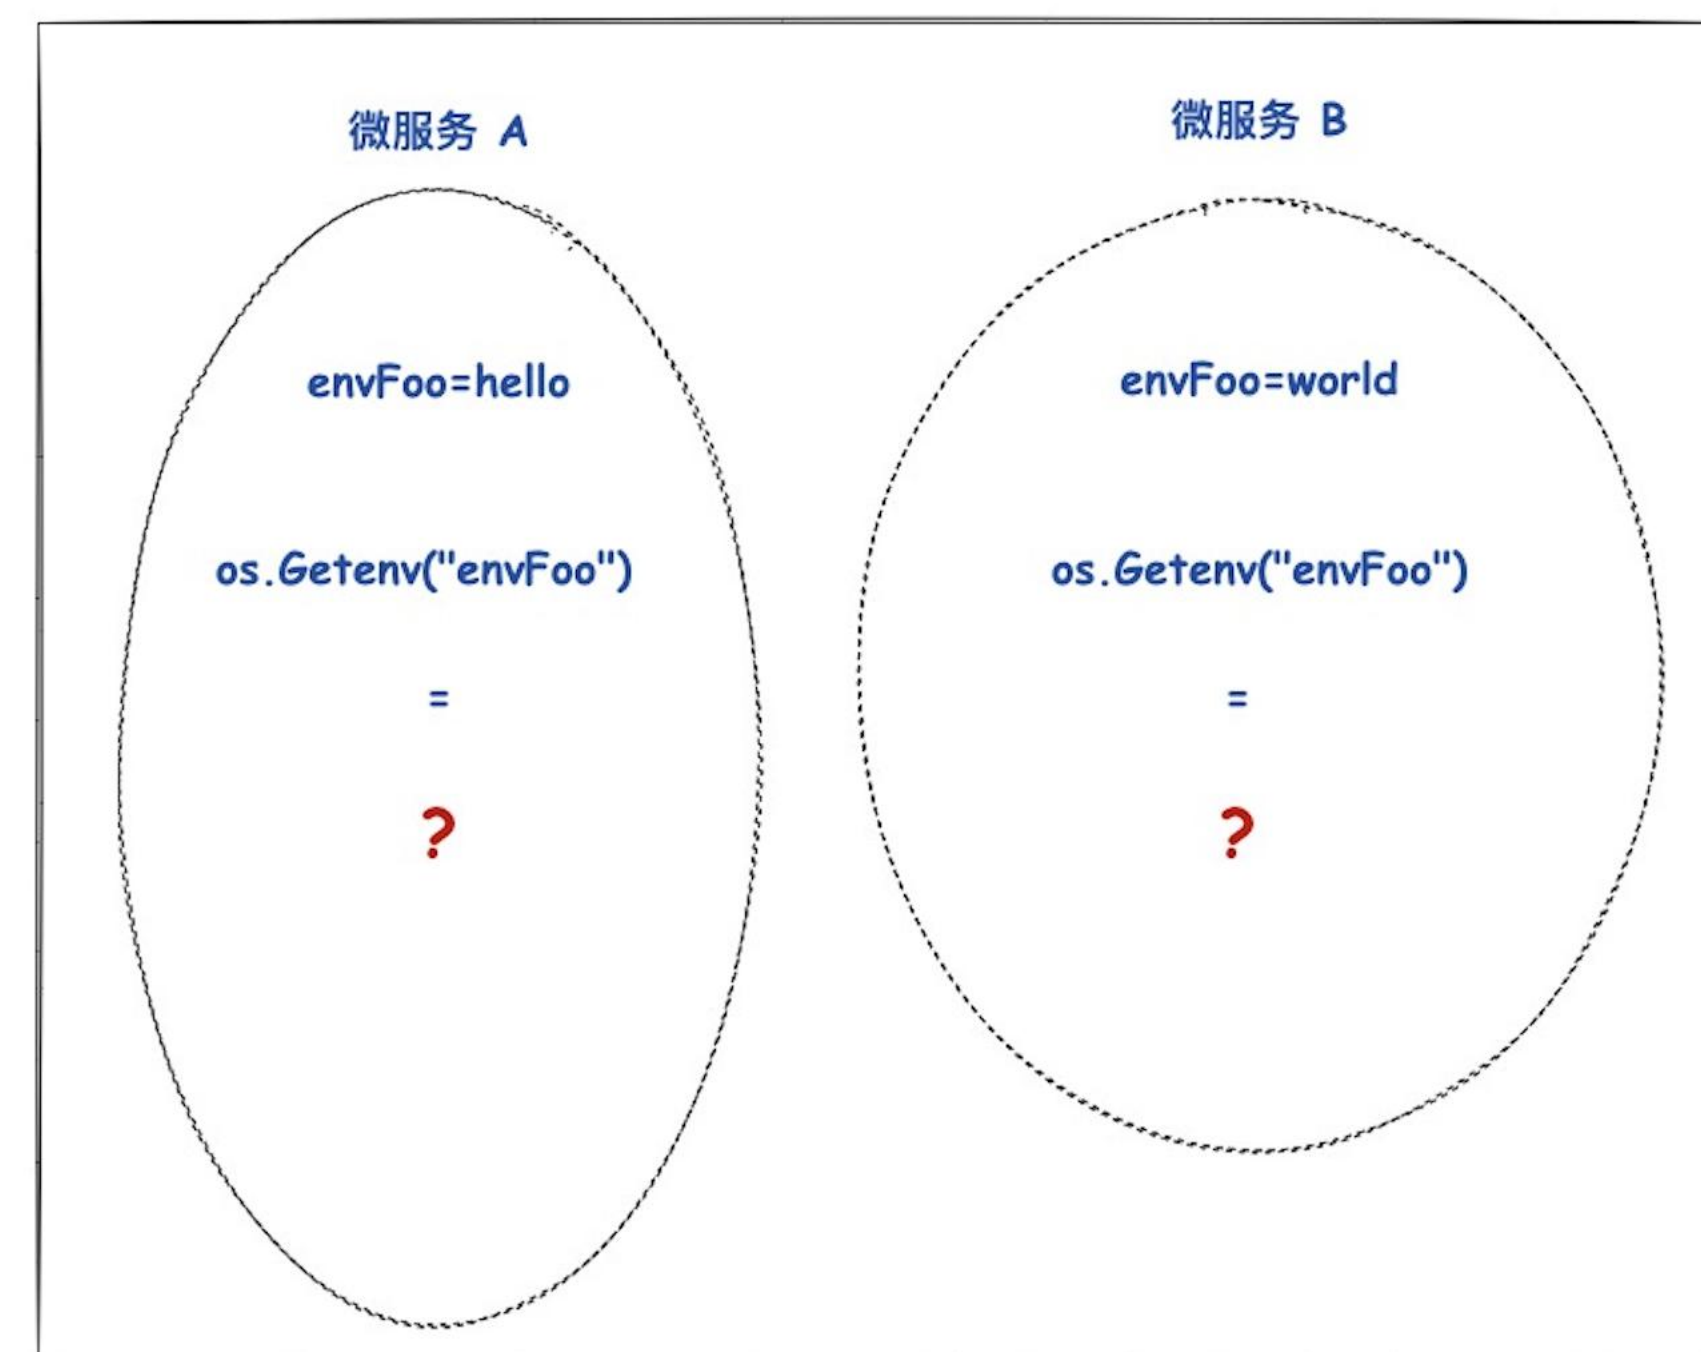 微服务 A
envFoo=hello
os.Getenv("envFoo")
=
?
微服务 B
envFoo=world
os.Getenv("envFoo")
=
?